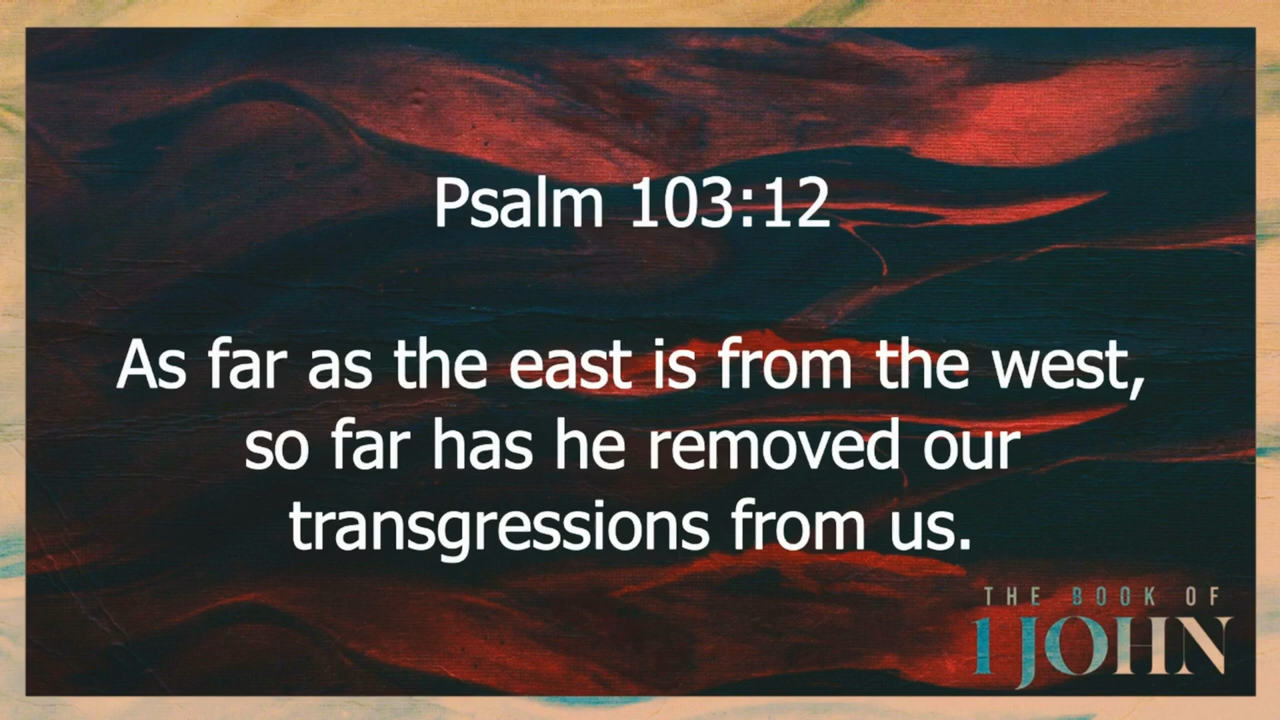 Psalm 103:12
As far as the east is from the west,
so far has he removed our
transgressions from us.
THE BOOK OF
1 JOHN